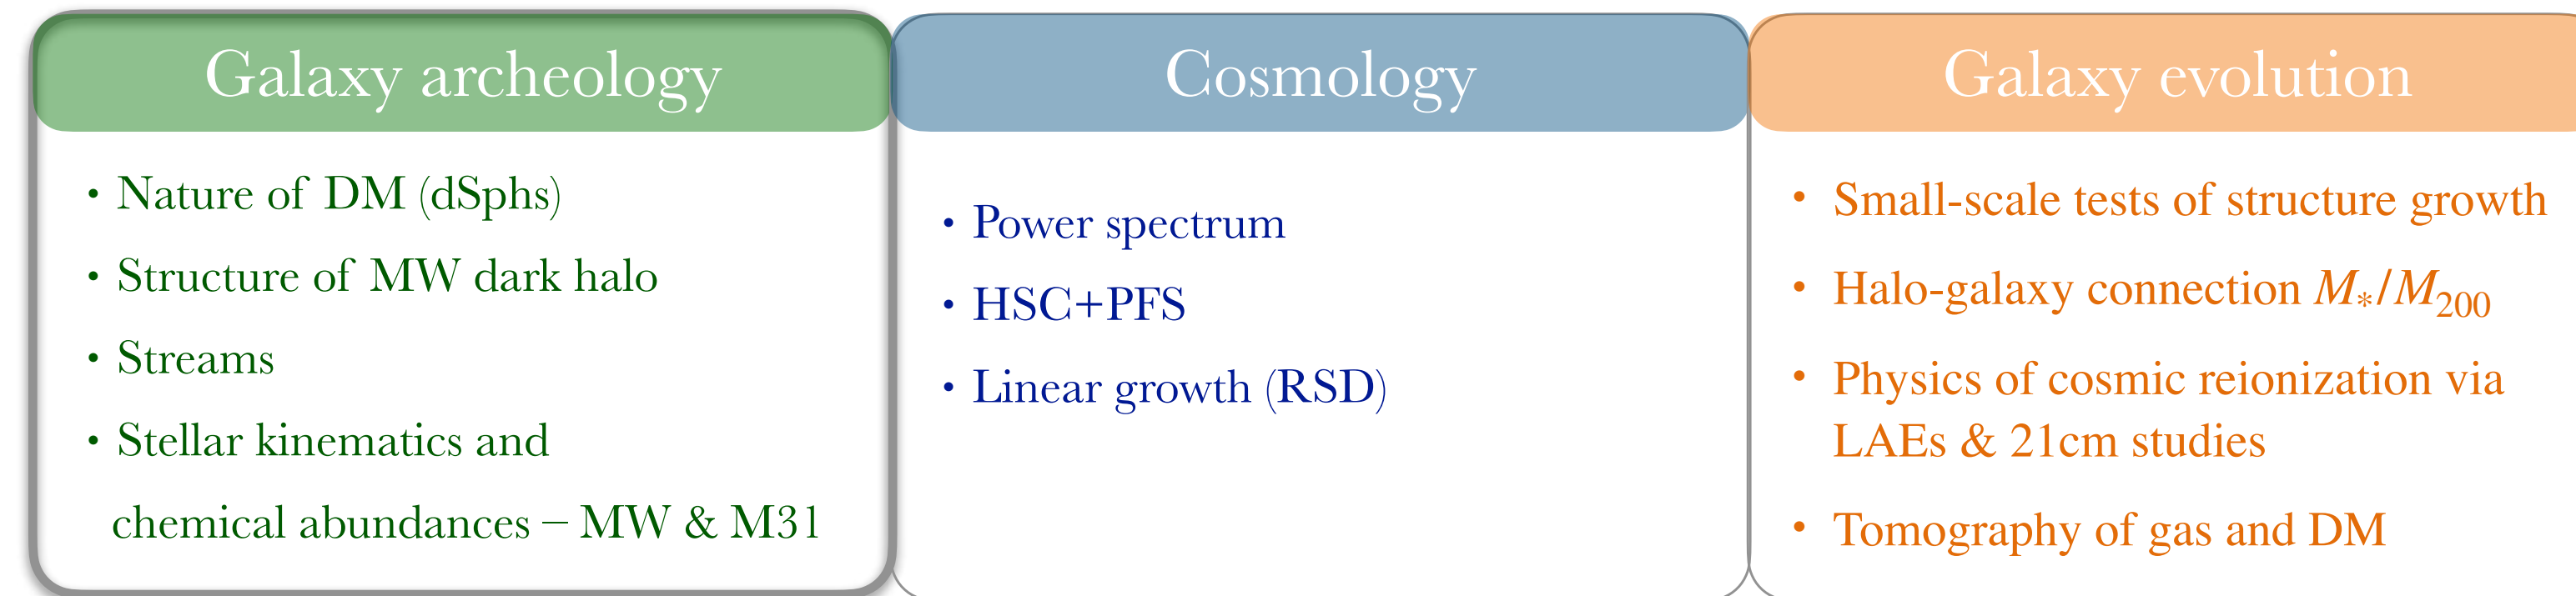 Galaxy archeology
• Nature of DM (dSphs)
• Structure of MW dark halo
• Streams
• Stellar kinematics and
chemical abundances – MW & M31
Cosmology
• Power spectrum
• HSC+PFS
• Linear growth (RSD)
Galaxy evolution
• Small-scale tests of structure growth
• Halo-galaxy connection M*/M200
• Physics of cosmic reionization via
LAEs & 21cm studies
• Tomography of gas and DM